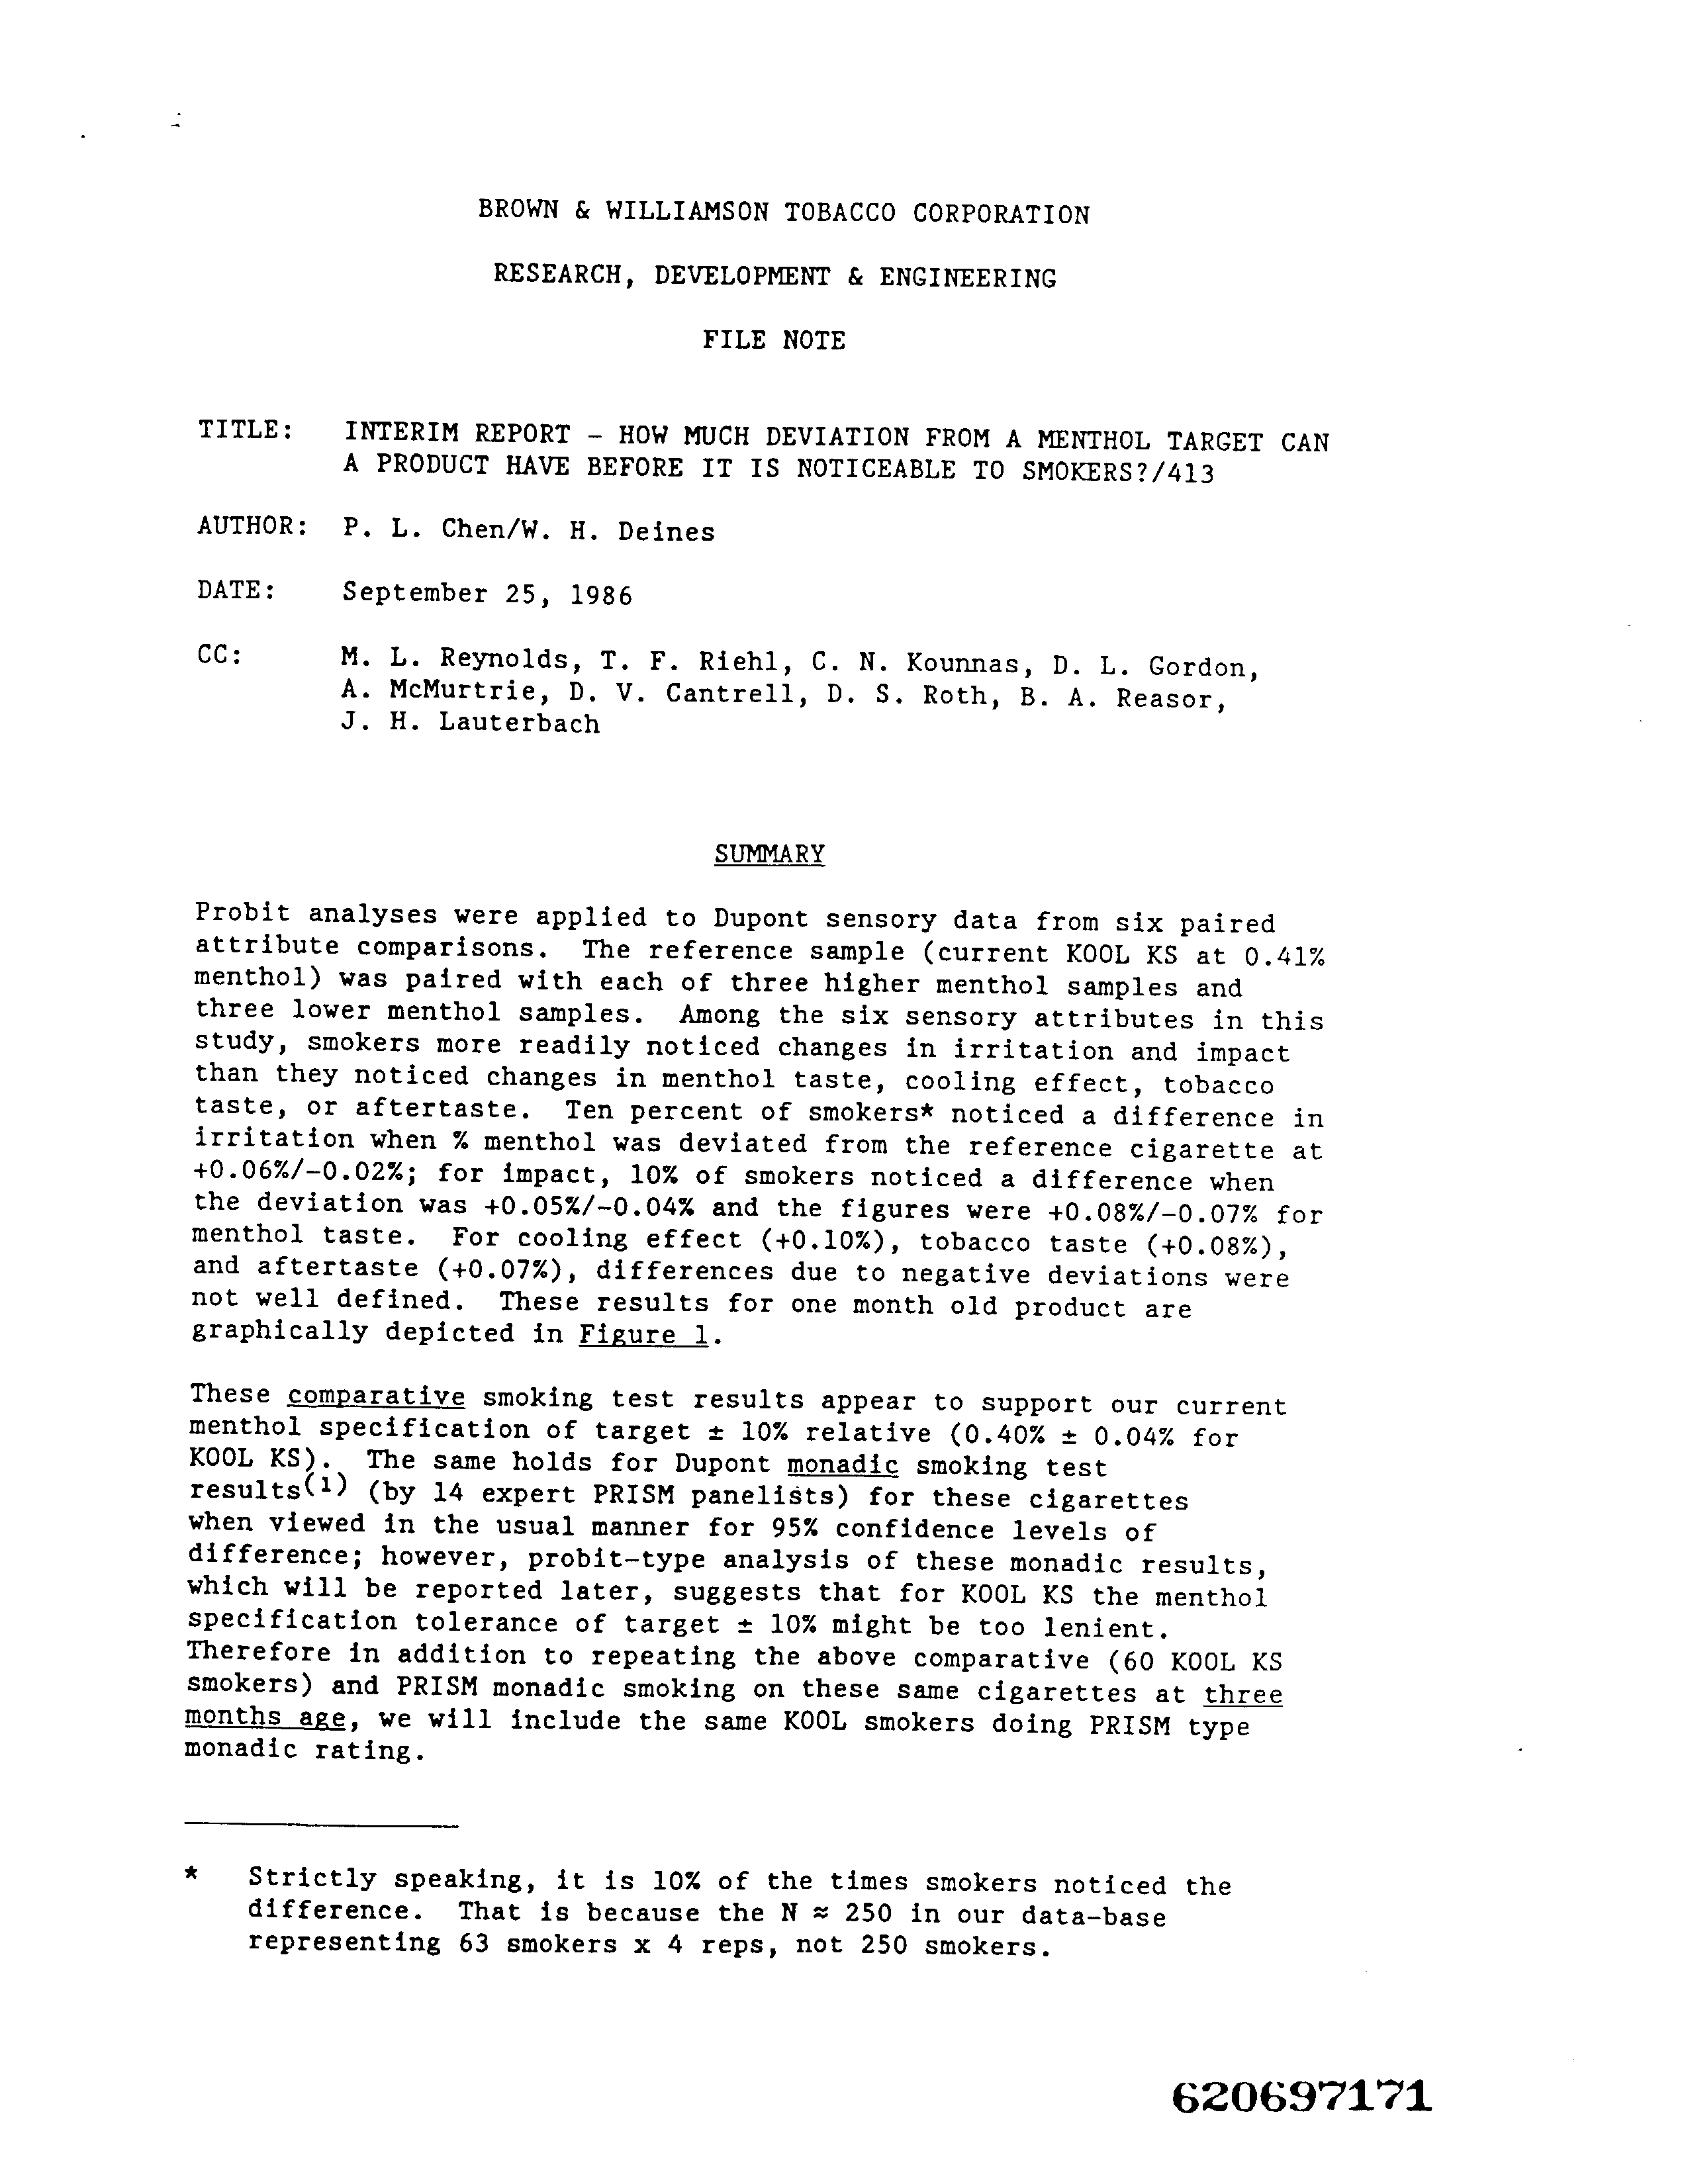 BROWN & WILLIAMSON TOBACCO CORPORATION
RESEARCH, DEVELOPMENT & ENGINEERING
FILE NOTE
TITLE: INTERIM REPORT - HOW MUCH DEVIATION FROM A MENTHOL TARGET CAN
A PRODUCT HAVE BEFORE IT IS NOTICEABLE TO SMOKERS?/413
AUTHOR: P. L. Chen/W. H. Deines
DATE: September 25, 1986
CC: M. L. Reynolds, T. F. Riehl, C. N. Kounnas, D. L. Gordon,
A. McMurtrie, D. V. Cantrell, D. S. Roth, B. A. Reasor,
J. H. Lauterbach
SUMMARY
Probit analyses were applied to Dupont sensory data from six paired
attribute comparisons. The reference sample (current KOOL KS at 0.41%
menthol) was paired with each of three higher menthol samples and
three lower menthol samples. Among the six sensory attributes in this
study, smokers more readily noticed changes in irritation and impact
than they noticed changes in menthol taste, cooling effect, tobacco
taste, or aftertaste. Ten percent of smokers* noticed a difference in
irritation when % menthol was deviated from the reference cigarette at
+0.06%/-0.02%; for impact, 10% of smokers noticed a difference when
the deviation was +0.05%/-0.04% and the figures were +0.08%/-0.07% for
menthol taste. For cooling effect (+0.10%), tobacco taste (+0.08%),
and aftertaste (+0.07%), differences due to negative deviations were
not well defined. These results for one month old product are
graphically depicted in Figure 1.
These comparative smoking test results appear to support our current
menthol specification of target ± 10% relative (0.40% ± 0.04% for
KOOL KS). The same holds for Dupont monadic smoking test
results(1) (by 14 expert PRISM panelists) for these cigarettes
when viewed in the usual manner for 95% confidence levels of
difference; however, probit-type analysis of these monadic results,
which will be reported later, suggests that for KOOL KS the menthol
specification tolerance of target ± 10% might be too lenient.
Therefore in addition to repeating the above comparative (60 KOOL KS
smokers) and PRISM monadic smoking on these same cigarettes at three
months age, we will include the same KOOL smokers doing PRISM type
monadic rating.
* Strictly speaking, it is 10% of the times smokers noticed the
difference. That is because the N ≈ 250 in our data-base
representing 63 smokers x 4 reps, not 250 smokers.
620697171